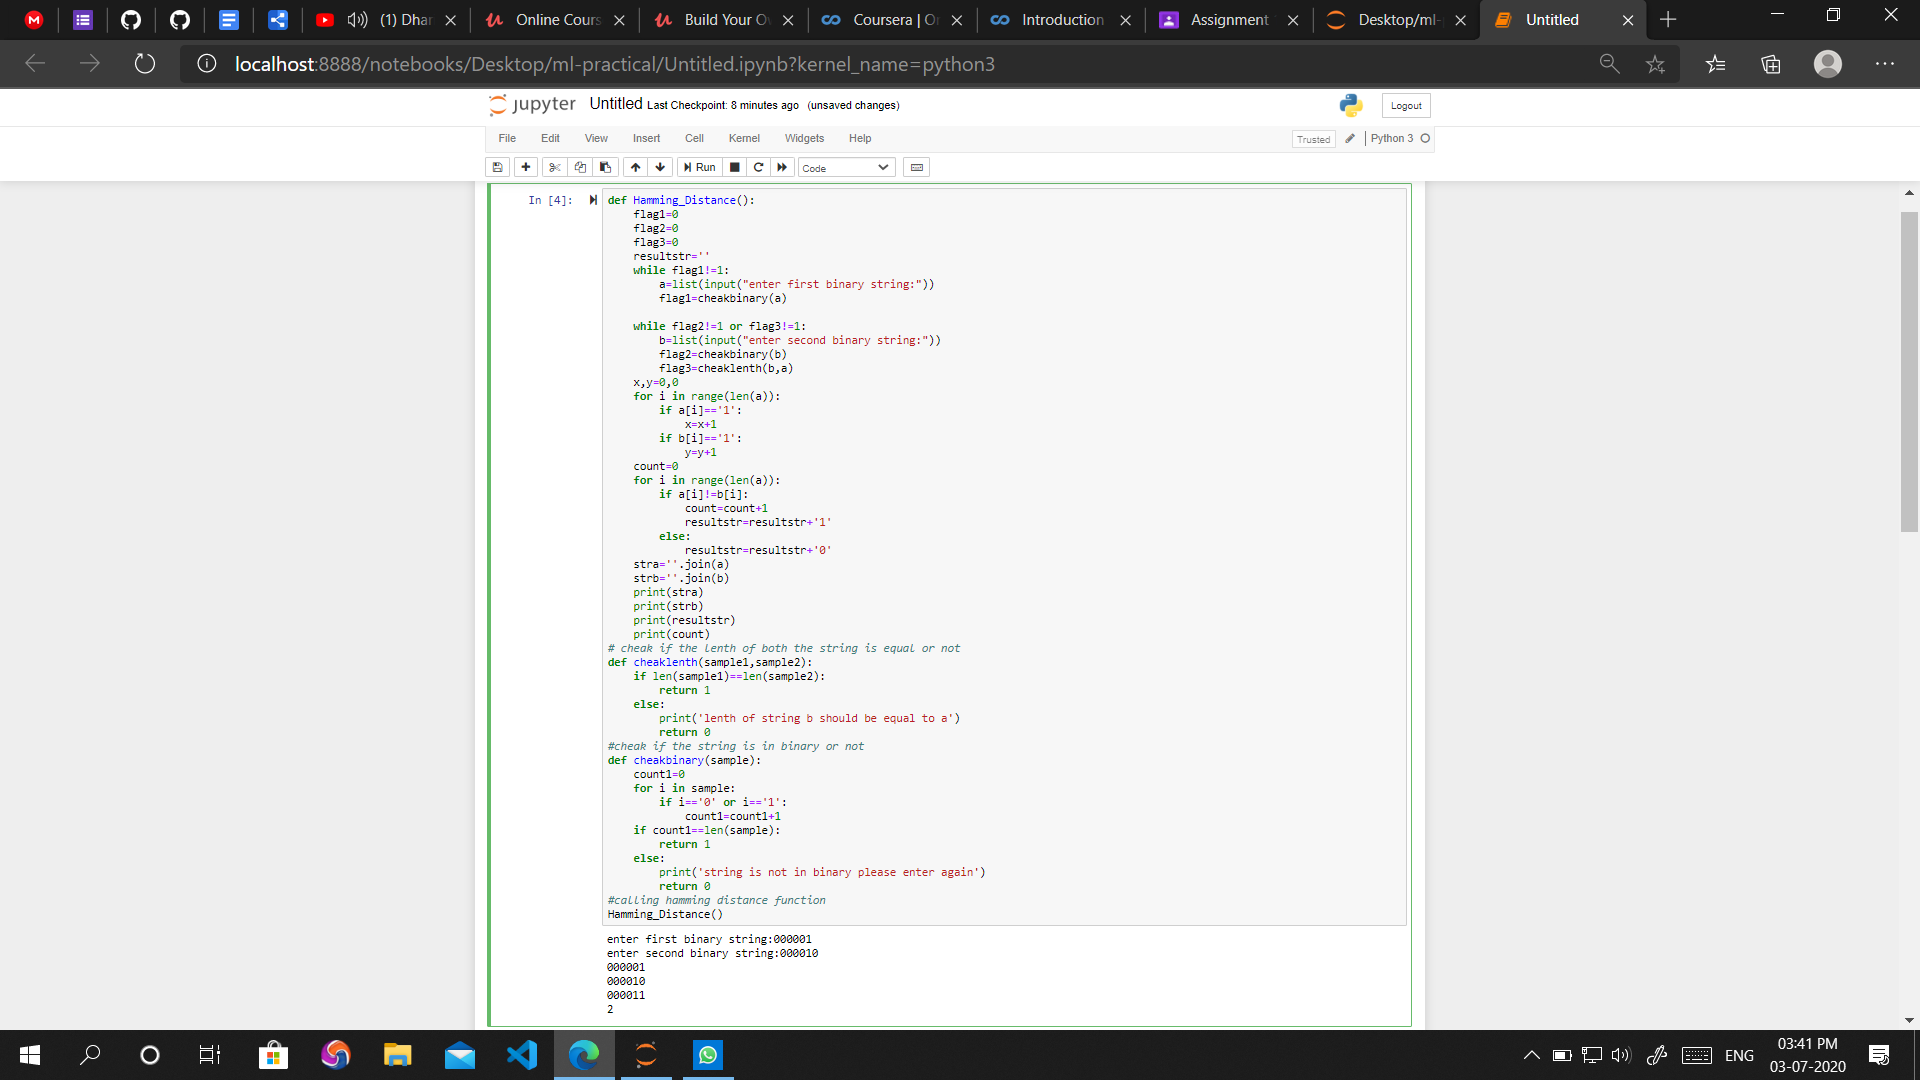 (1) Dhar
Online Cours
Build Your Ov
Coursera | O
Introduction
Assignment
Desktop/ml-
Untitled
localhost:8888/notebooks/Desktop/ml-practical/Untitled.ipynb?kernel_name=python3
jupyter Untitled Last Checkpoint: 8 minutes ago (unsaved changes)
Logout
File Edit View Insert Cell Kernel Widgets Help
Trusted Python 3
Run Code
In [4]:
def Hamming_Distance():
    flag1=0
    flag2=0
    flag3=0
    resultstr=''
    while flag1!=1:
        a=list(input("enter first binary string:"))
        flag1=cheakbinary(a)
    while flag2!=1 or flag3!=1:
        b=list(input("enter second binary string:"))
        flag2=cheakbinary(b)
        flag3=cheaklenth(b,a)
    x,y=0,0
    for i in range(len(a)):
        if a[i]=='1':
            x=x+1
        if b[i]=='1':
            y=y+1
    count=0
    for i in range(len(a)):
        if a[i]!=b[i]:
            count=count+1
            resultstr=resultstr+'1'
        else:
            resultstr=resultstr+'0'
    stra=''.join(a)
    strb=''.join(b)
    print(stra)
    print(strb)
    print(resultstr)
    print(count)
# cheak if the lenth of both the string is equal or not
def cheaklenth(sample1,sample2):
    if len(sample1)==len(sample2):
        return 1
    else:
        print('lenth of string b should be equal to a')
        return 0
#cheak if the string is in binary or not
def cheakbinary(sample):
    count1=0
    for i in sample:
        if i=='0' or i=='1':
            count1=count1+1
    if count1==len(sample):
        return 1
    else:
        print('string is not in binary please enter again')
        return 0
#calling hamming distance function
Hamming_Distance()
enter first binary string:000001
enter second binary string:000010
000001
000010
000011
2
ENG
03:41 PM
03-07-2020